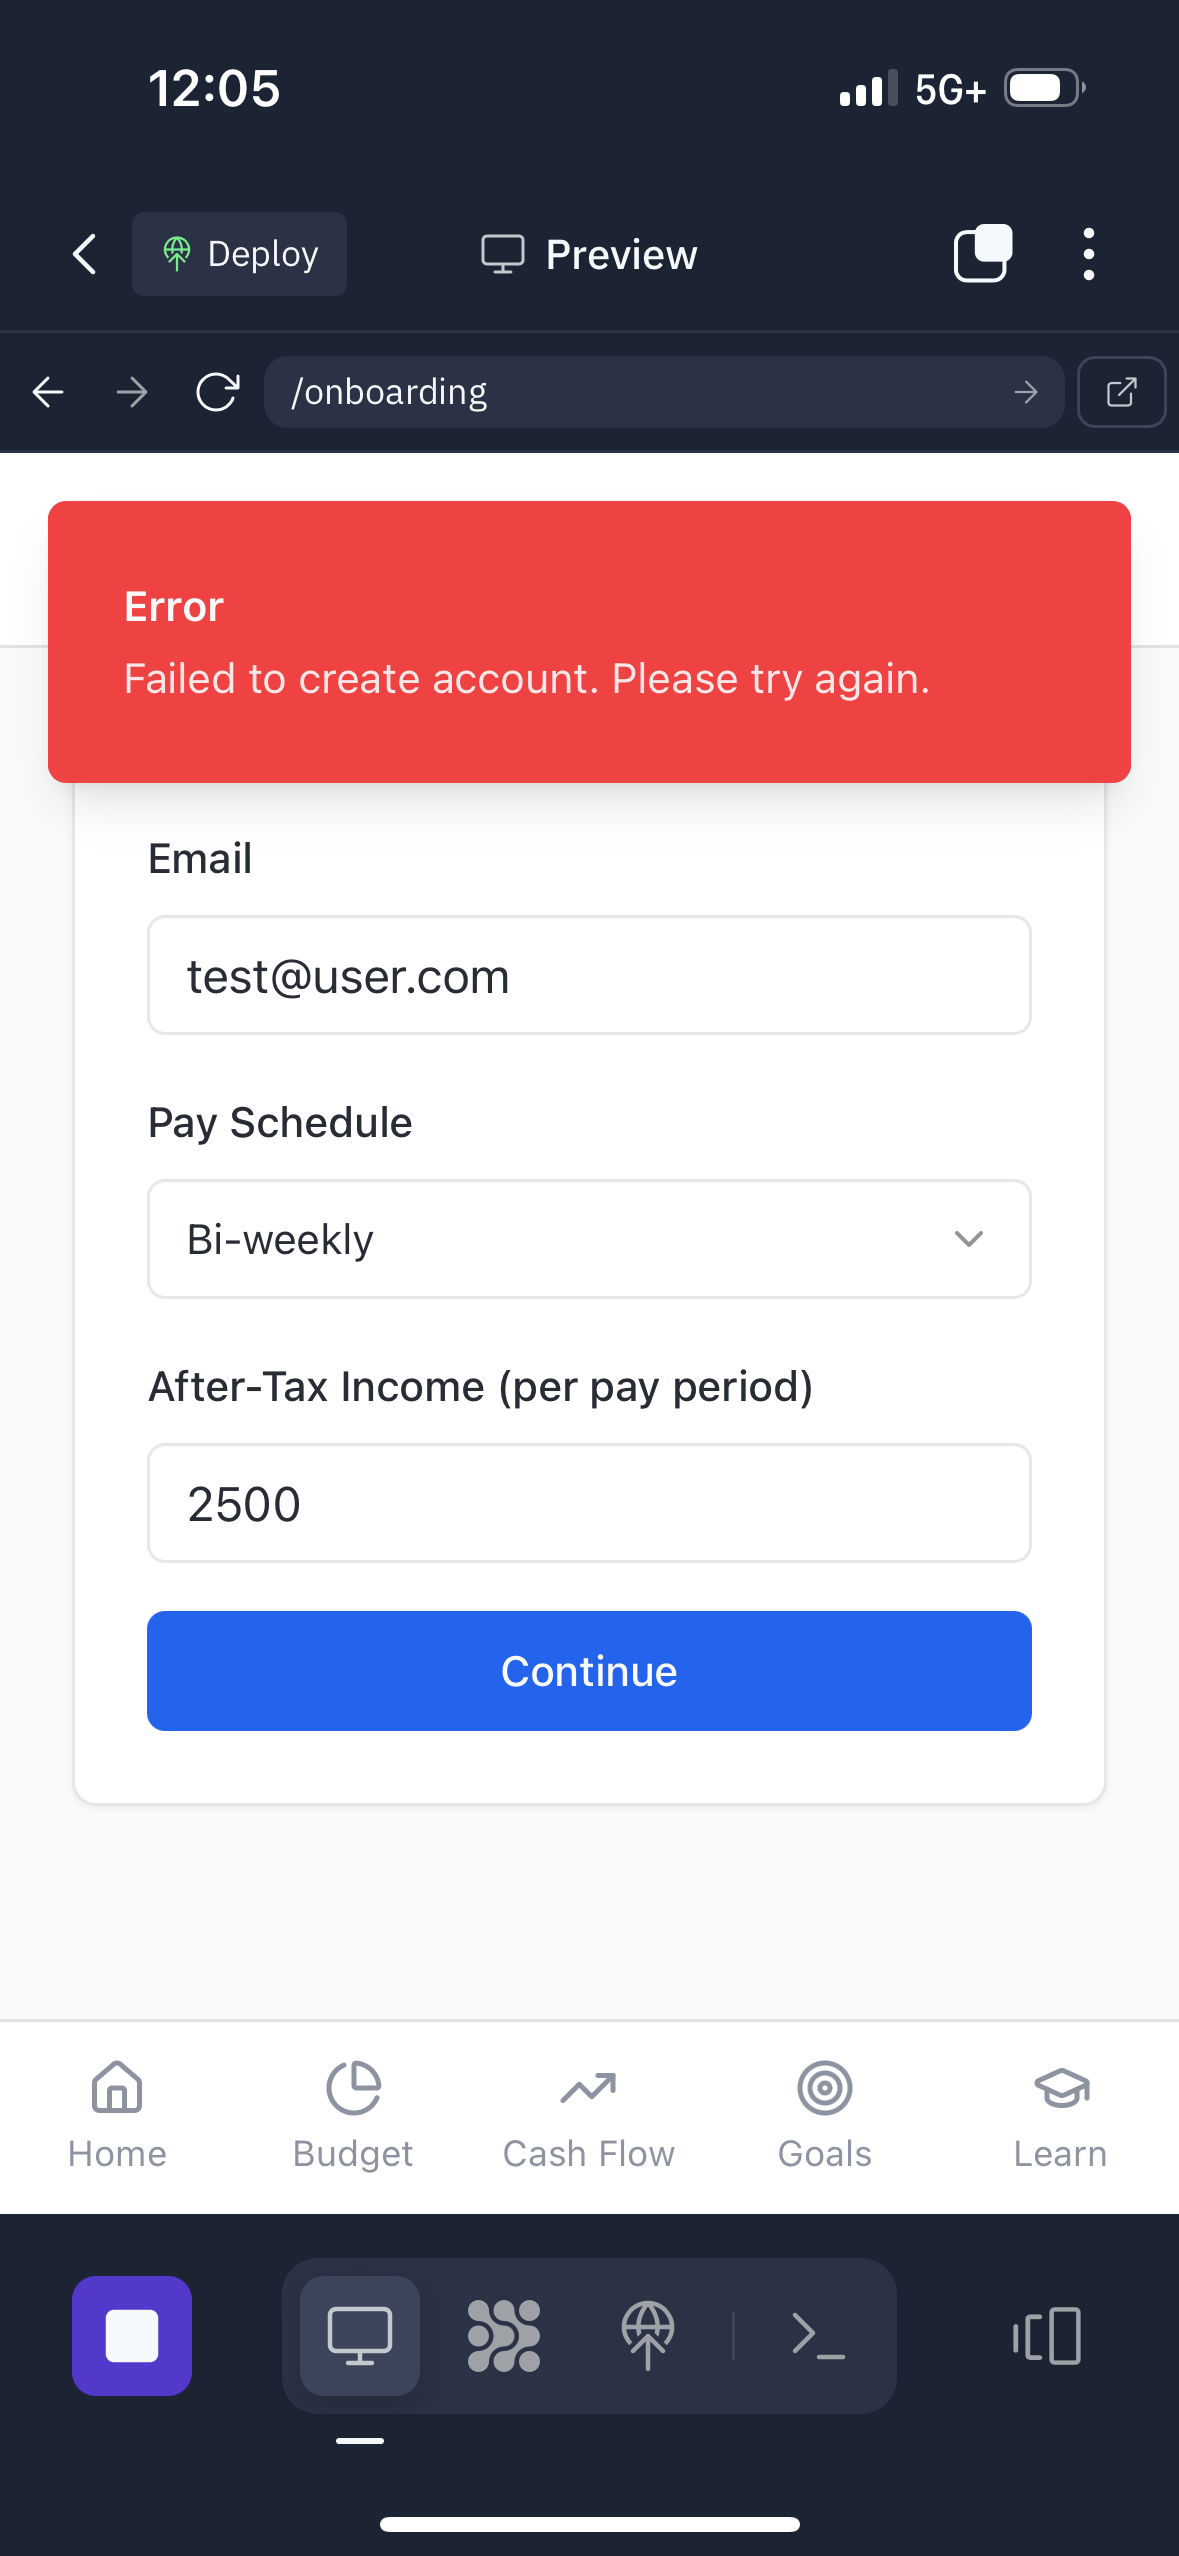 12:05
5G+
Deploy
Preview
/onboarding
Error
Failed to create account. Please try again.
Email
test@user.com
Pay Schedule
Bi-weekly
After-Tax Income (per pay period)
2500
Continue
Home
Budget
Cash Flow
Goals
Learn